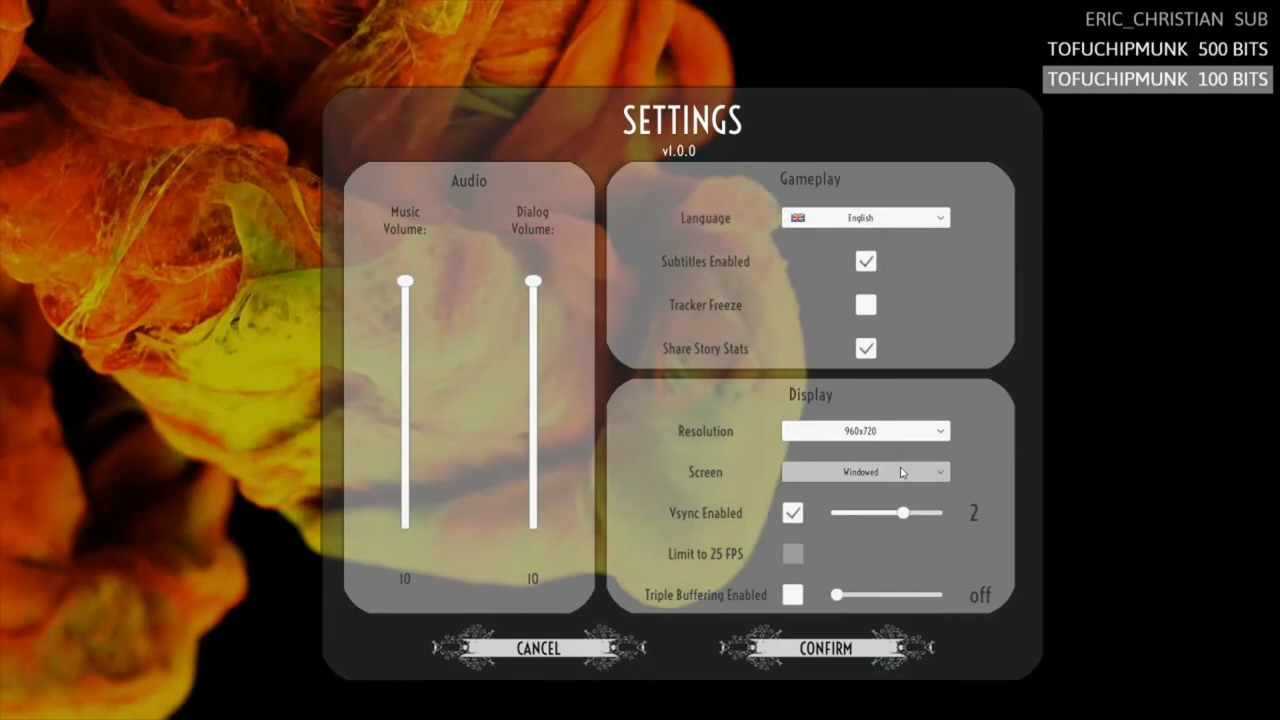 ERIC_CHRISTIAN SUB
TOFUCHIPMUNK 500 BITS
TOFUCHIPMUNK 100 BITS
SETTINGS
v1.0.0
Audio
Music Volume:
Dialog Volume:
10
10
Gameplay
Language English
Subtitles Enabled
Tracker Freeze
Share Story Stats
Display
Resolution 960x720
Screen Windowed
Vsync Enabled 2
Limit to 25 FPS
Triple Buffering Enabled off
CANCEL
CONFIRM